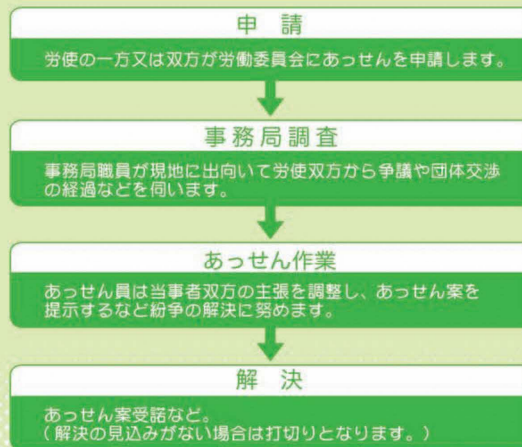 申 請
労使の一方又は双方が労働委員会にあっせんを申請します。
事務局調査
事務局職員が現地に出向いて労使双方から争議や団体交渉
の経過などを伺います。
あっせん作業
あっせん員は当事者双方の主張を調整し、あっせん案を
提示するなど紛争の解決に努めます。
解 決
あっせん案受諾など。
（解決の見込みがない場合は打切りとなります。）